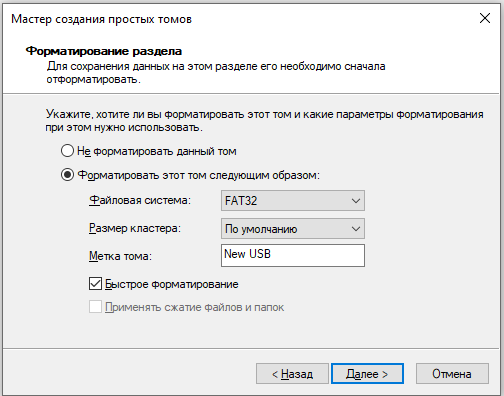 Мастер создания простых томов
Форматирование раздела
Для сохранения данных на этом разделе его необходимо сначала
отформатировать.
Укажите, хотите ли вы форматировать этот том и какие параметры форматирования
при этом нужно использовать.
Не форматировать данный том
Форматировать этот том следующим образом:
Файловая система: FAT32
Размер кластера: По умолчанию
Метка тома: New USB
Быстрое форматирование
Применять сжатие файлов и папок
< Назад Далее > Отмена